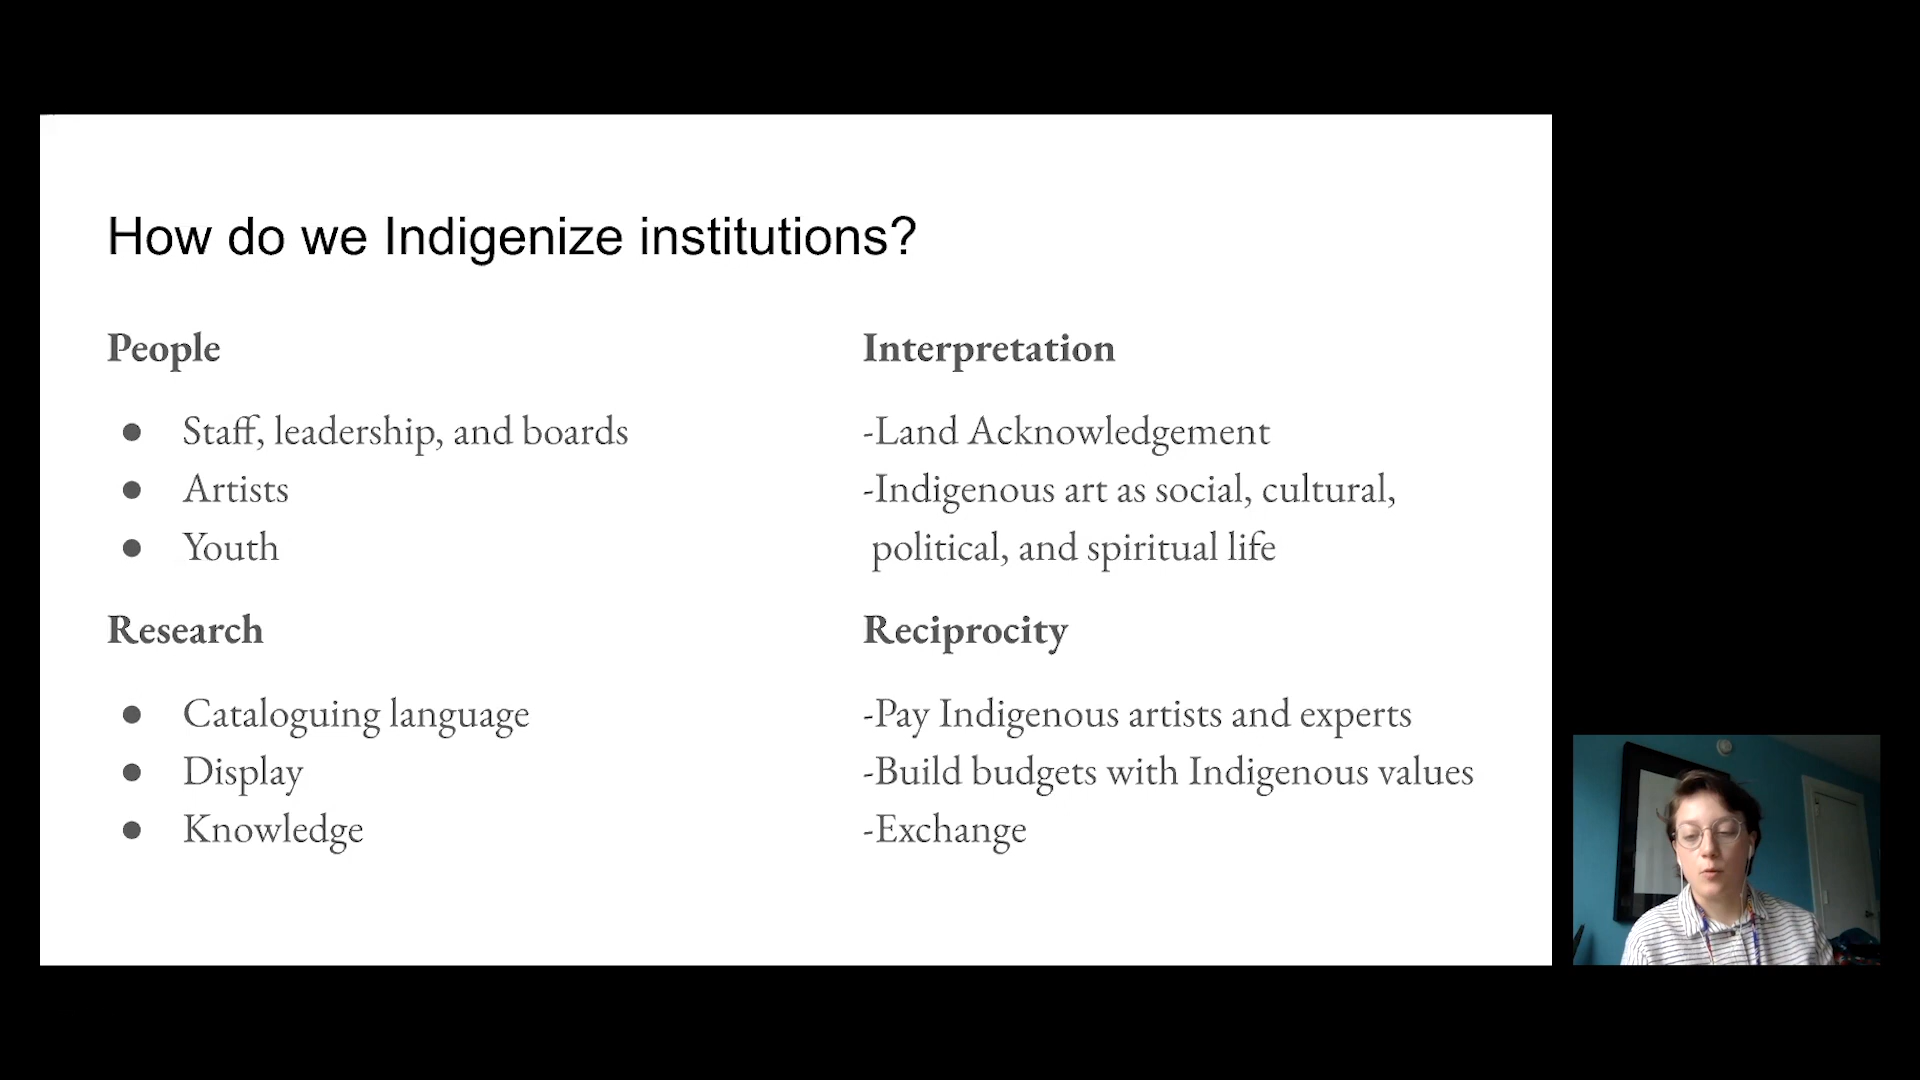 How do we Indigenize institutions?
People
● Staff, leadership, and boards
● Artists
● Youth
Research
● Cataloguing language
● Display
● Knowledge
Interpretation
-Land Acknowledgement
-Indigenous art as social, cultural,
political, and spiritual life
Reciprocity
-Pay Indigenous artists and experts
-Build budgets with Indigenous values
-Exchange